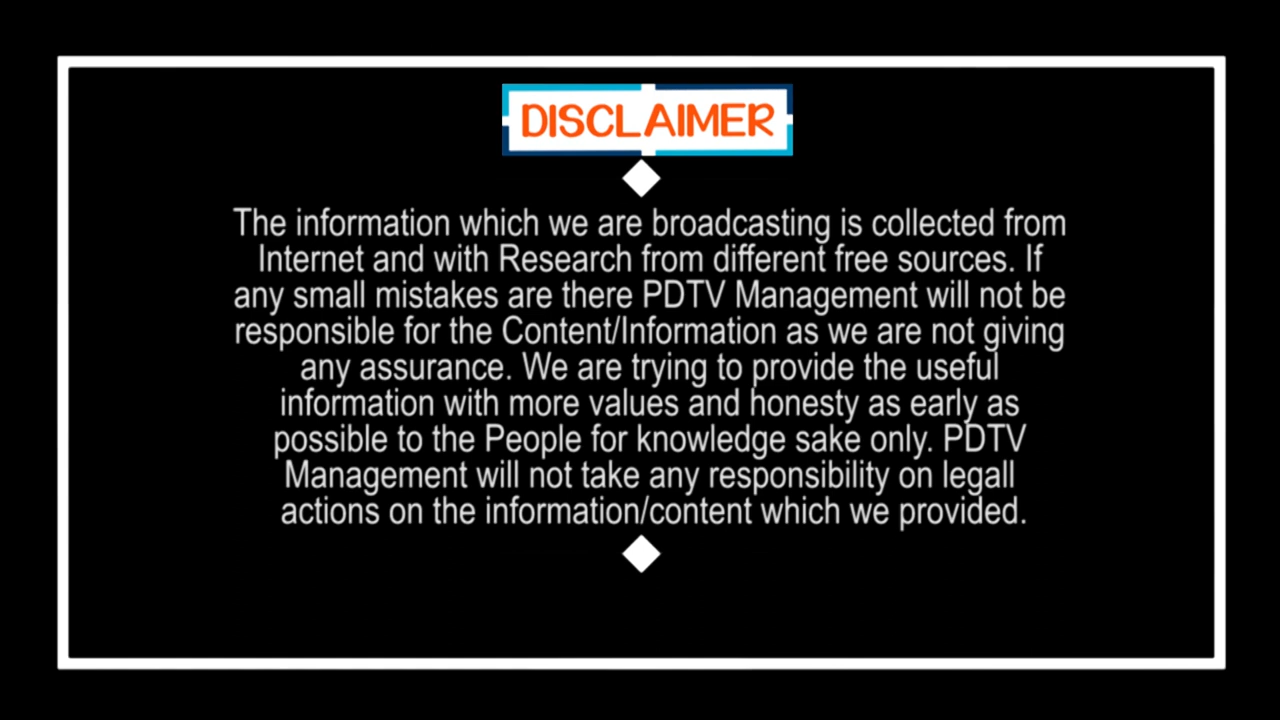 DISCLAIMER
The information which we are broadcasting is collected from
Internet and with Research from different free sources. If
any small mistakes are there PDTV Management will not be
responsible for the Content/Information as we are not giving
any assurance. We are trying to provide the useful
information with more values and honesty as early as
possible to the People for knowledge sake only. PDTV
Management will not take any responsibility on legall
actions on the information/content which we provided.